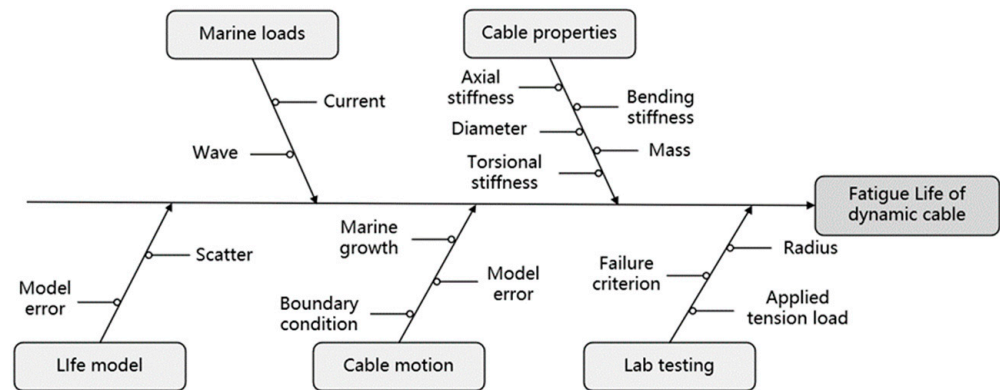 Marine loads
Cable properties
Axial
stiffness
Current
Bending
stiffness
Diameter
Wave
Mass
Torsional
stiffness
Fatigue Life of
dynamic cable
Marine
growth
Scatter
Radius
Failure
criterion
Model
error
Model
error
Boundary
condition
Applied
tension load
LIfe model
Cable motion
Lab testing